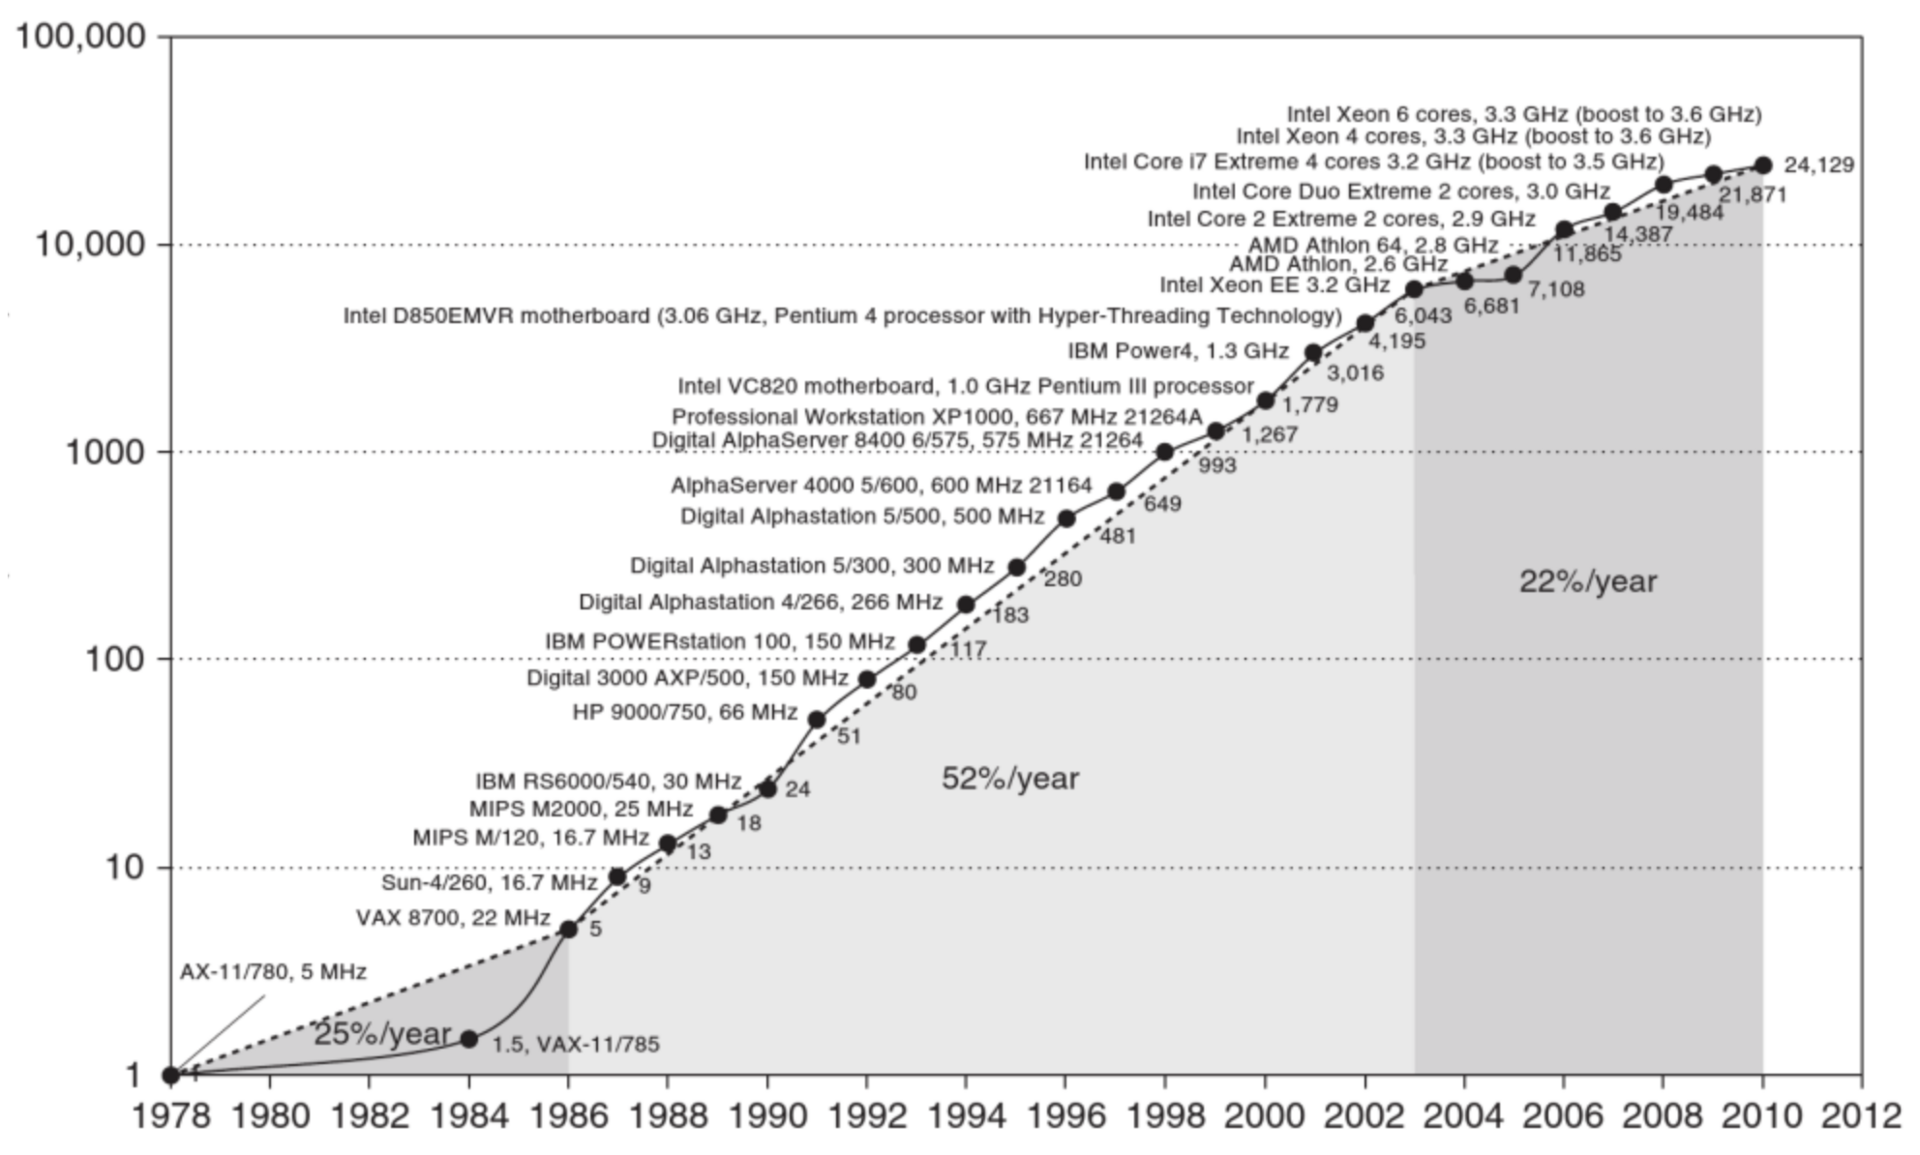 100,000
10,000
1000
100
10
1
Intel Xeon 6 cores, 3.3 GHz (boost to 3.6 GHz)
Intel Xeon 4 cores, 3.3 GHz (boost to 3.6 GHz)
Intel Core i7 Extreme 4 cores 3.2 GHz (boost to 3.5 GHz)
24,129
Intel Core Duo Extreme 2 cores, 3.0 GHz
21,871
Intel Core 2 Extreme 2 cores, 2.9 GHz
19,484
14,387
AMD Athlon 64, 2.8 GHz
11,865
AMD Athlon, 2.6 GHz
Intel Xeon EE 3.2 GHz
7,108
6,681
6,043
Intel D850EMVR motherboard (3.06 GHz, Pentium 4 processor with Hyper-Threading Technology)
4,195
IBM Power4, 1.3 GHz
3,016
Intel VC820 motherboard, 1.0 GHz Pentium III processor
1,779
Professional Workstation XP1000, 667 MHz 21264A
1,267
Digital AlphaServer 8400 6/575, 575 MHz 21264
993
AlphaServer 4000 5/600, 600 MHz 21164
649
Digital Alphastation 5/500, 500 MHz
481
Digital Alphastation 5/300, 300 MHz
280
22%/year
Digital Alphastation 4/266, 266 MHz
183
IBM POWERstation 100, 150 MHz
117
Digital 3000 AXP/500, 150 MHz
80
HP 9000/750, 66 MHz
51
52%/year
IBM RS6000/540, 30 MHz
24
MIPS M2000, 25 MHz
18
MIPS M/120, 16.7 MHz
13
Sun-4/260, 16.7 MHz
9
VAX 8700, 22 MHz
5
AX-11/780, 5 MHz
25%/year
1.5, VAX-11/785
1978 1980 1982 1984 1986 1988 1990 1992 1994 1996 1998 2000 2002 2004 2006 2008 2010 2012